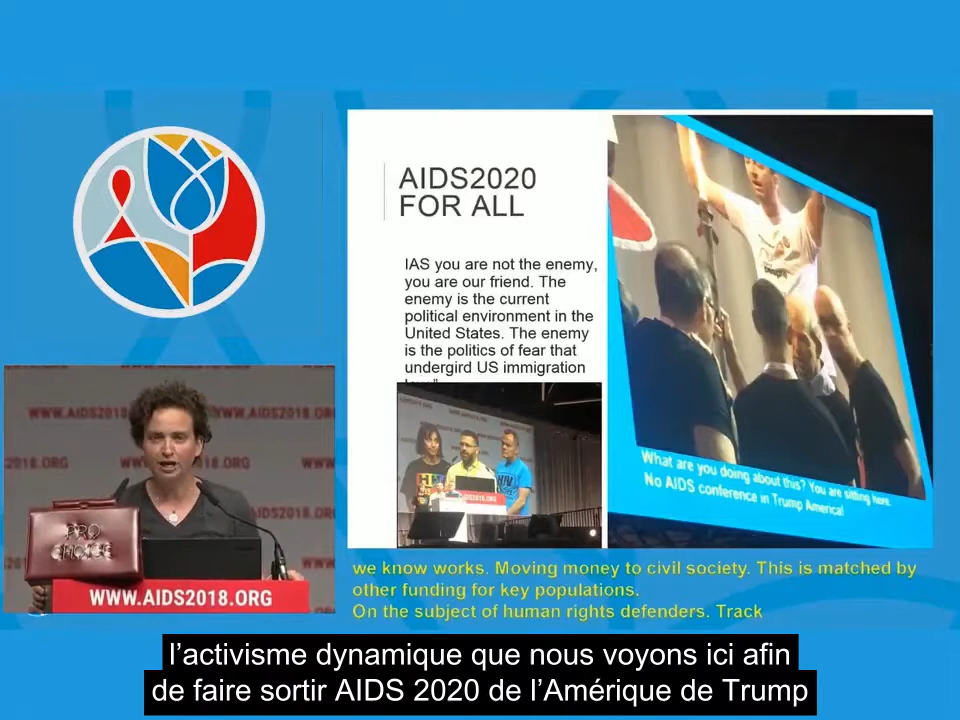 AIDS2020
FOR ALL
IAS you are not the enemy,
you are our friend. The
enemy is the current
political environment in the
United States. The enemy
is the politics of fear that
undergird US immigration
What are you doing about this? You are sitting here.
No AIDS conference in Trump America!
WWW.AIDS2018.ORG
WWW.AIDS2018.ORG
PRO
CHOICE
WWW.AIDS2018.ORG
we know works. Moving money to civil society. This is matched by
other funding for key populations.
On the subject of human rights defenders. Track
l’activisme dynamique que nous voyons ici afin
de faire sortir AIDS 2020 de l’Amérique de Trump